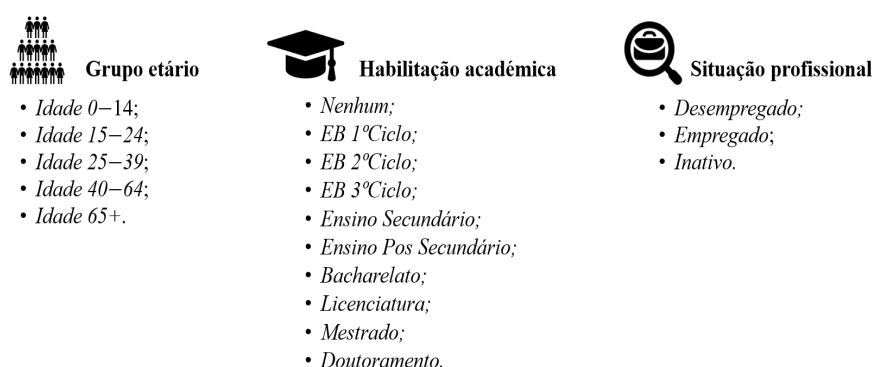 Grupo etário
• Idade 0–14;
• Idade 15–24;
• Idade 25–39;
• Idade 40–64;
• Idade 65+.
Habilitação académica
• Nenhum;
• EB 1ºCiclo;
• EB 2ºCiclo;
• EB 3ºCiclo;
• Ensino Secundário;
• Ensino Pos Secundário;
• Bacharelato;
• Licenciatura;
• Mestrado;
• Doutoramento.
Situação profissional
• Desempregado;
• Empregado;
• Inativo.